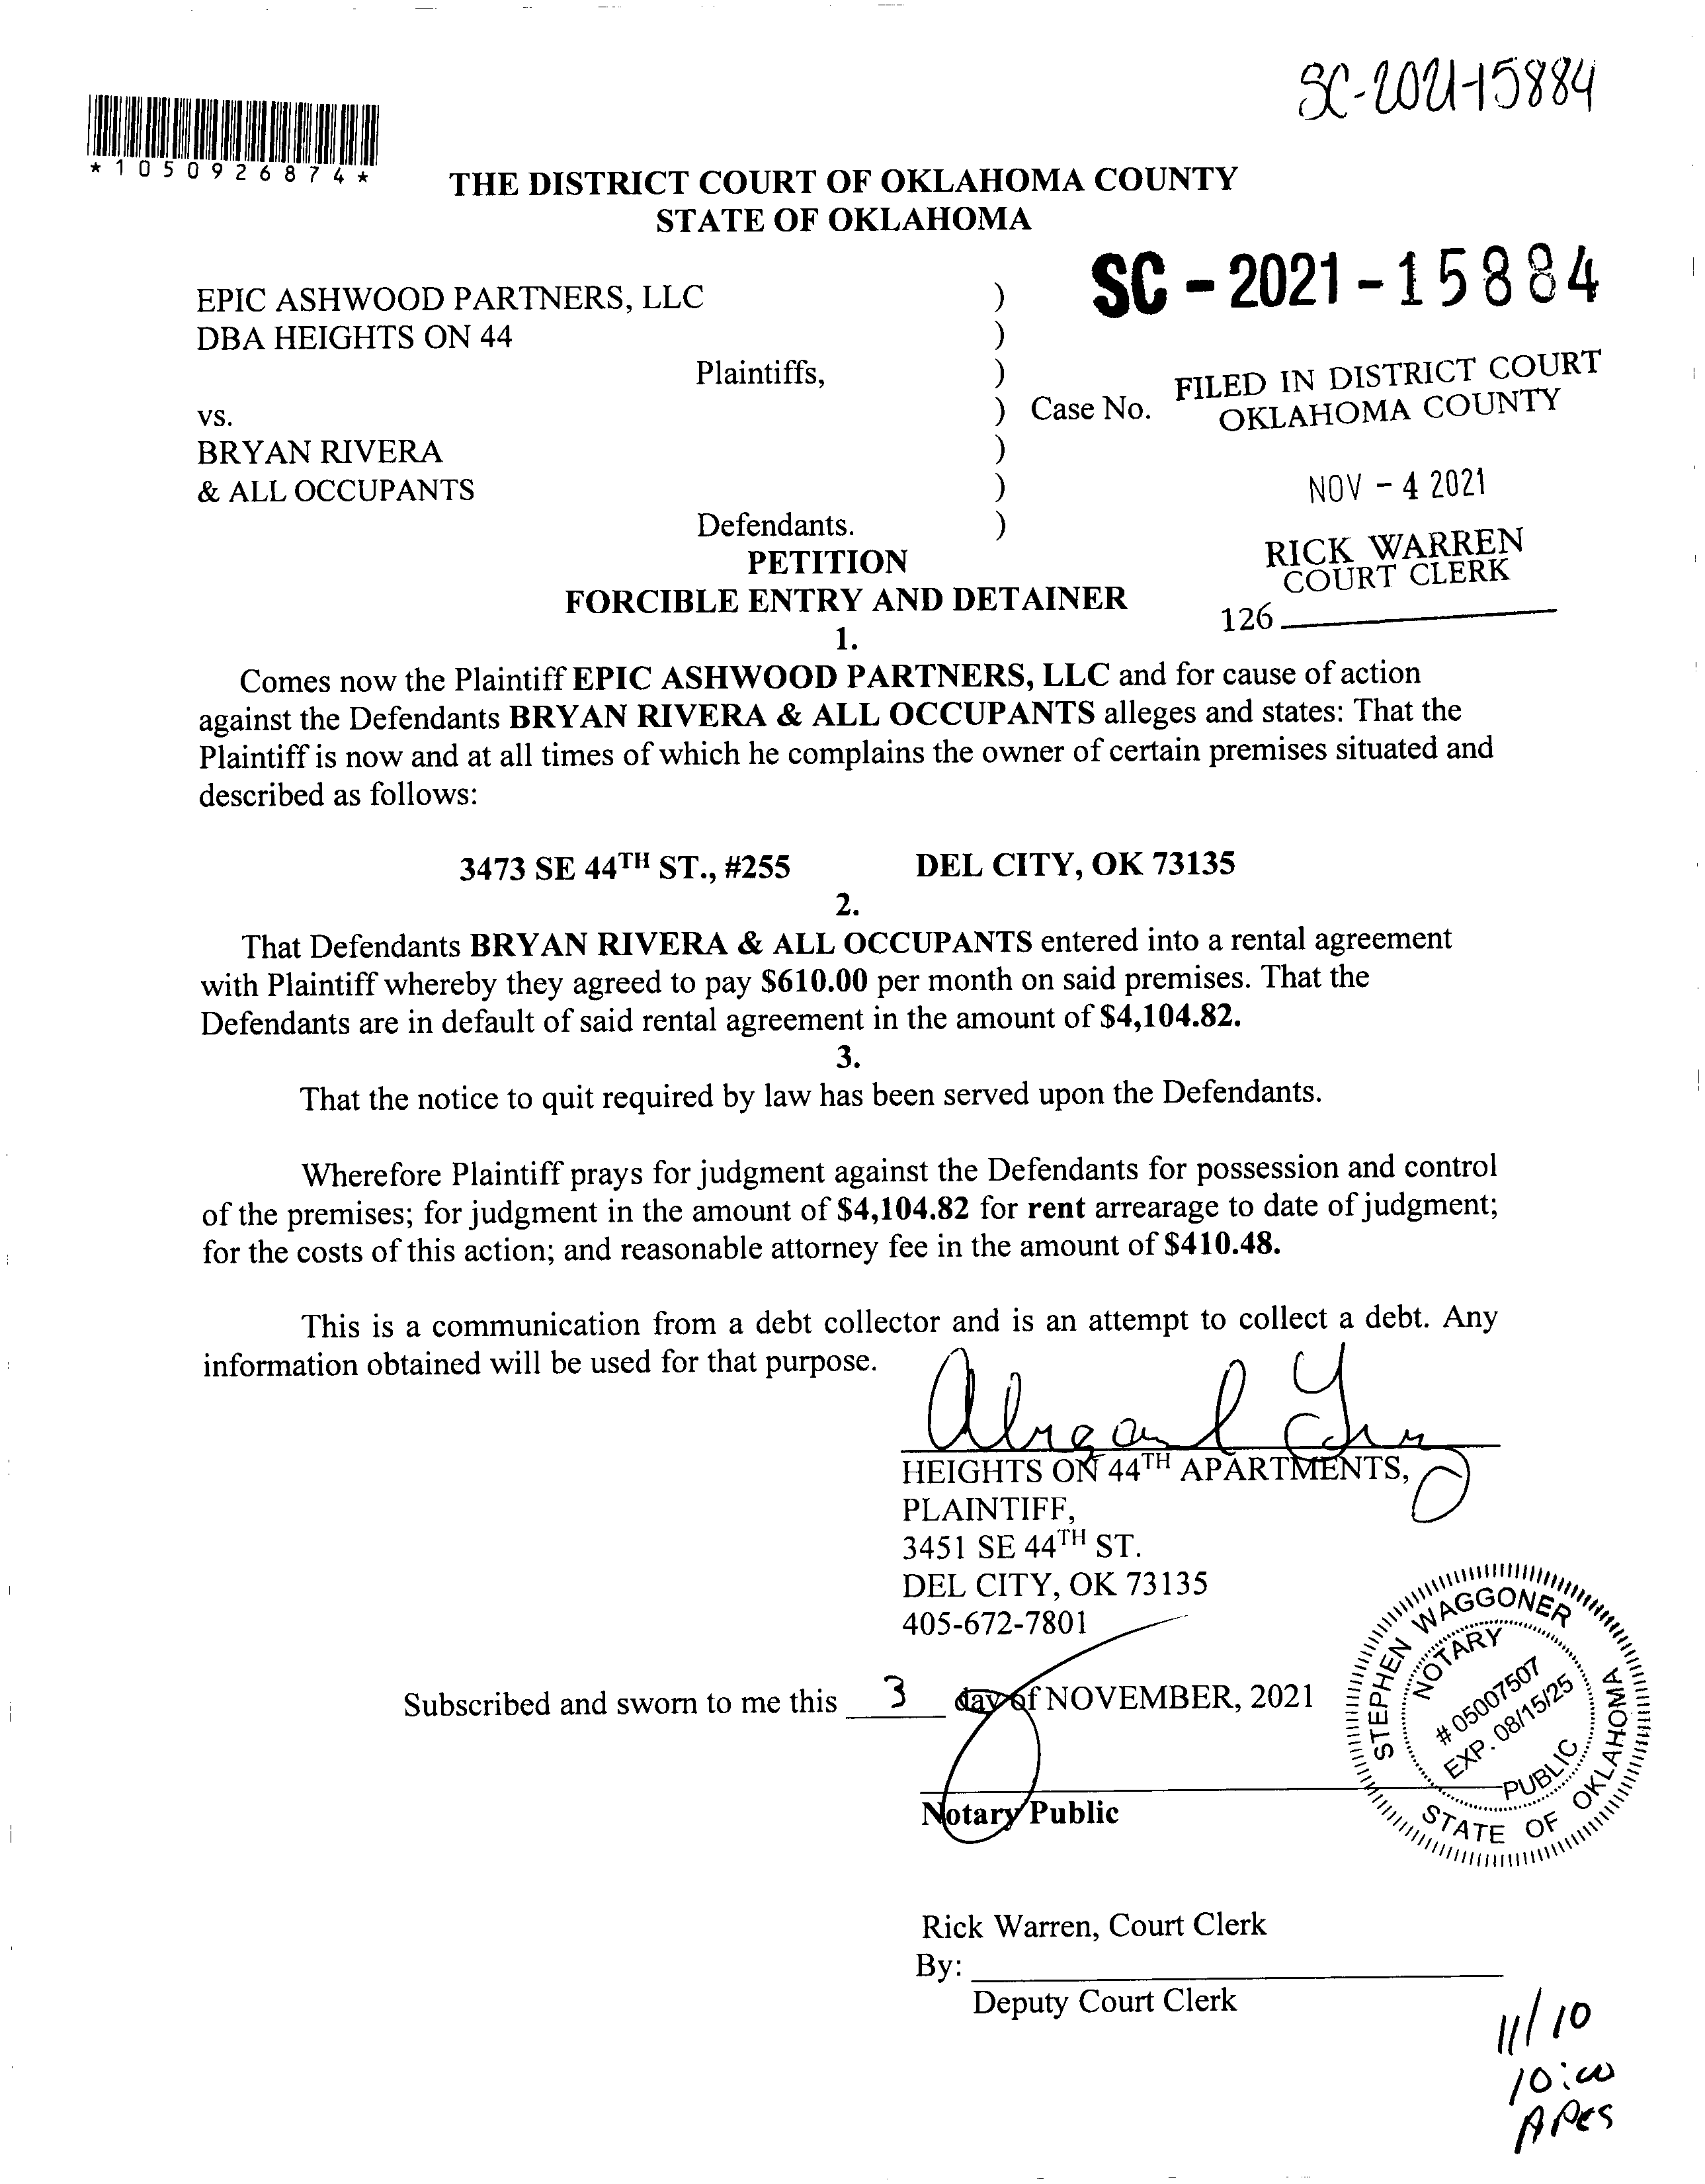 SC-2021-15884
*1050926874*
THE DISTRICT COURT OF OKLAHOMA COUNTY
STATE OF OKLAHOMA
SC - 2021 - 15884
EPIC ASHWOOD PARTNERS, LLC )
DBA HEIGHTS ON 44 )
Plaintiffs, )
vs. ) Case No.
BRYAN RIVERA )
& ALL OCCUPANTS )
Defendants. )
FILED IN DISTRICT COURT
OKLAHOMA COUNTY
NOV - 4 2021
RICK WARREN
COURT CLERK
126
PETITION
FORCIBLE ENTRY AND DETAINER
1.
Comes now the Plaintiff EPIC ASHWOOD PARTNERS, LLC and for cause of action
against the Defendants BRYAN RIVERA & ALL OCCUPANTS alleges and states: That the
Plaintiff is now and at all times of which he complains the owner of certain premises situated and
described as follows:
3473 SE 44TH ST., #255 DEL CITY, OK 73135
2.
That Defendants BRYAN RIVERA & ALL OCCUPANTS entered into a rental agreement
with Plaintiff whereby they agreed to pay $610.00 per month on said premises. That the
Defendants are in default of said rental agreement in the amount of $4,104.82.
3.
That the notice to quit required by law has been served upon the Defendants.
Wherefore Plaintiff prays for judgment against the Defendants for possession and control
of the premises; for judgment in the amount of $4,104.82 for rent arrearage to date of judgment;
for the costs of this action; and reasonable attorney fee in the amount of $410.48.
This is a communication from a debt collector and is an attempt to collect a debt. Any
information obtained will be used for that purpose.
HEIGHTS ON 44TH APARTMENTS,
PLAINTIFF,
3451 SE 44TH ST.
DEL CITY, OK 73135
405-672-7801
Subscribed and sworn to me this 3 day of NOVEMBER, 2021
Notary Public
STEPHEN WAGGONER
NOTARY
# 05007507
EXP. 08/15/25
PUBLIC
STATE OF OKLAHOMA
Rick Warren, Court Clerk
By:
Deputy Court Clerk
11/10
10:00